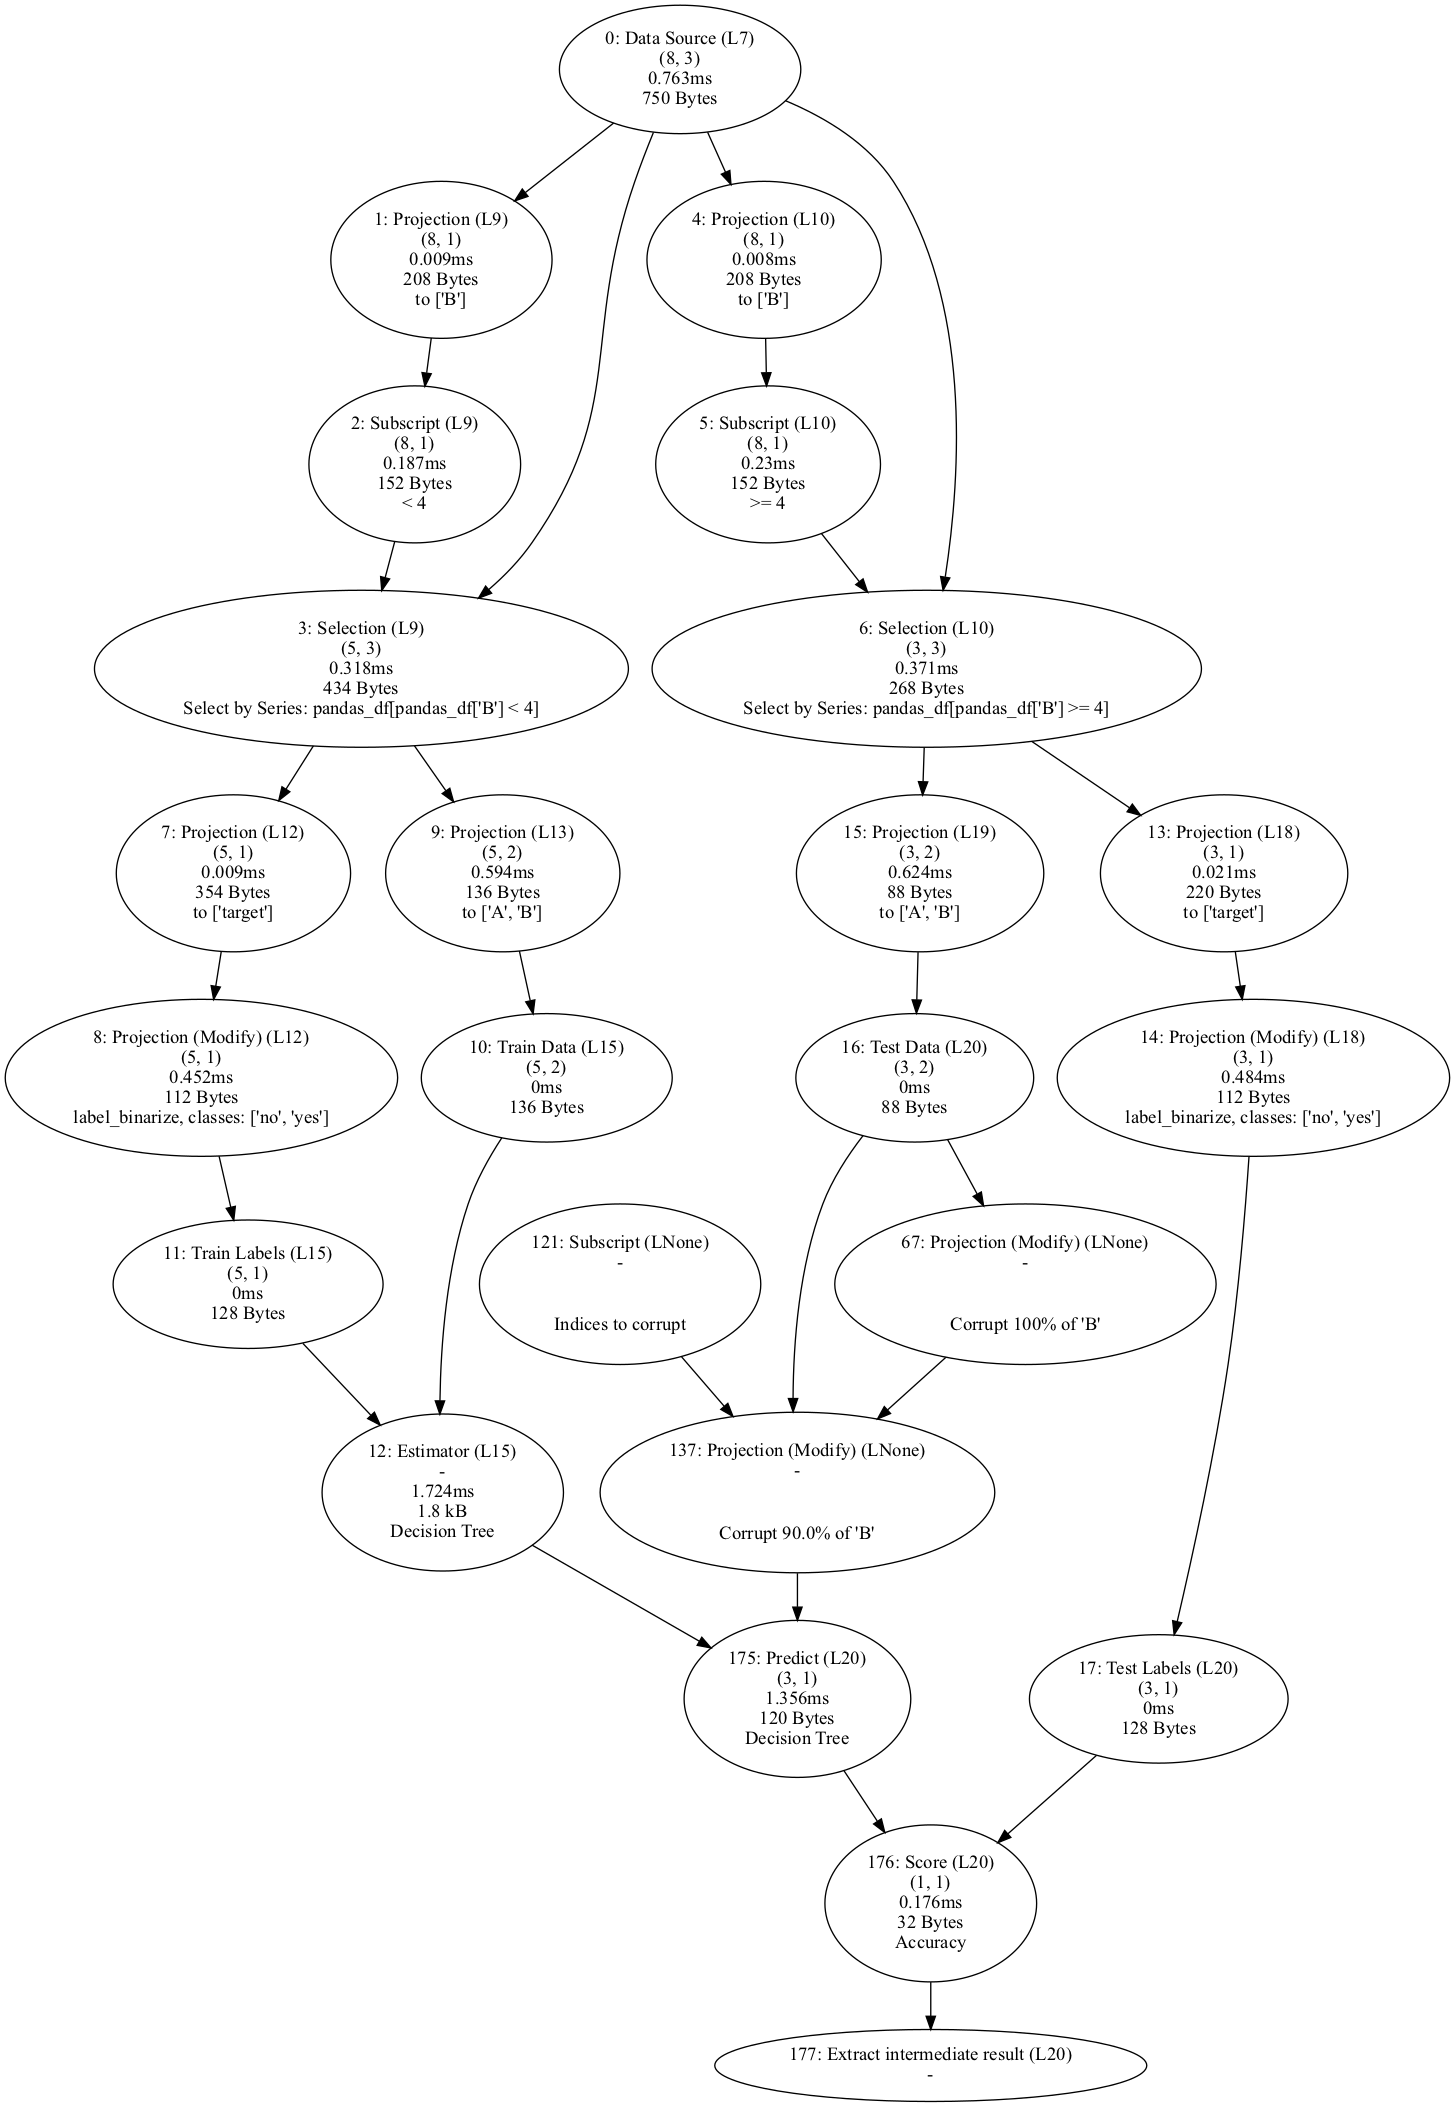 0: Data Source (L7)
(8, 3)
0.763ms
750 Bytes
1: Projection (L9)
(8, 1)
0.009ms
208 Bytes
to ['B']
4: Projection (L10)
(8, 1)
0.008ms
208 Bytes
to ['B']
2: Subscript (L9)
(8, 1)
0.187ms
152 Bytes
< 4
5: Subscript (L10)
(8, 1)
0.23ms
152 Bytes
>= 4
3: Selection (L9)
(5, 3)
0.318ms
434 Bytes
Select by Series: pandas_df[pandas_df['B'] < 4]
6: Selection (L10)
(3, 3)
0.371ms
268 Bytes
Select by Series: pandas_df[pandas_df['B'] >= 4]
7: Projection (L12)
(5, 1)
0.009ms
354 Bytes
to ['target']
9: Projection (L13)
(5, 2)
0.594ms
136 Bytes
to ['A', 'B']
15: Projection (L19)
(3, 2)
0.624ms
88 Bytes
to ['A', 'B']
13: Projection (L18)
(3, 1)
0.021ms
220 Bytes
to ['target']
8: Projection (Modify) (L12)
(5, 1)
0.452ms
112 Bytes
label_binarize, classes: ['no', 'yes']
10: Train Data (L15)
(5, 2)
0ms
136 Bytes
16: Test Data (L20)
(3, 2)
0ms
88 Bytes
14: Projection (Modify) (L18)
(3, 1)
0.484ms
112 Bytes
label_binarize, classes: ['no', 'yes']
11: Train Labels (L15)
(5, 1)
0ms
128 Bytes
121: Subscript (LNone)
-
Indices to corrupt
67: Projection (Modify) (LNone)
-
Corrupt 100% of 'B'
12: Estimator (L15)
-
1.724ms
1.8 kB
Decision Tree
137: Projection (Modify) (LNone)
-
Corrupt 90.0% of 'B'
175: Predict (L20)
(3, 1)
1.356ms
120 Bytes
Decision Tree
17: Test Labels (L20)
(3, 1)
0ms
128 Bytes
176: Score (L20)
(1, 1)
0.176ms
32 Bytes
Accuracy
177: Extract intermediate result (L20)
-